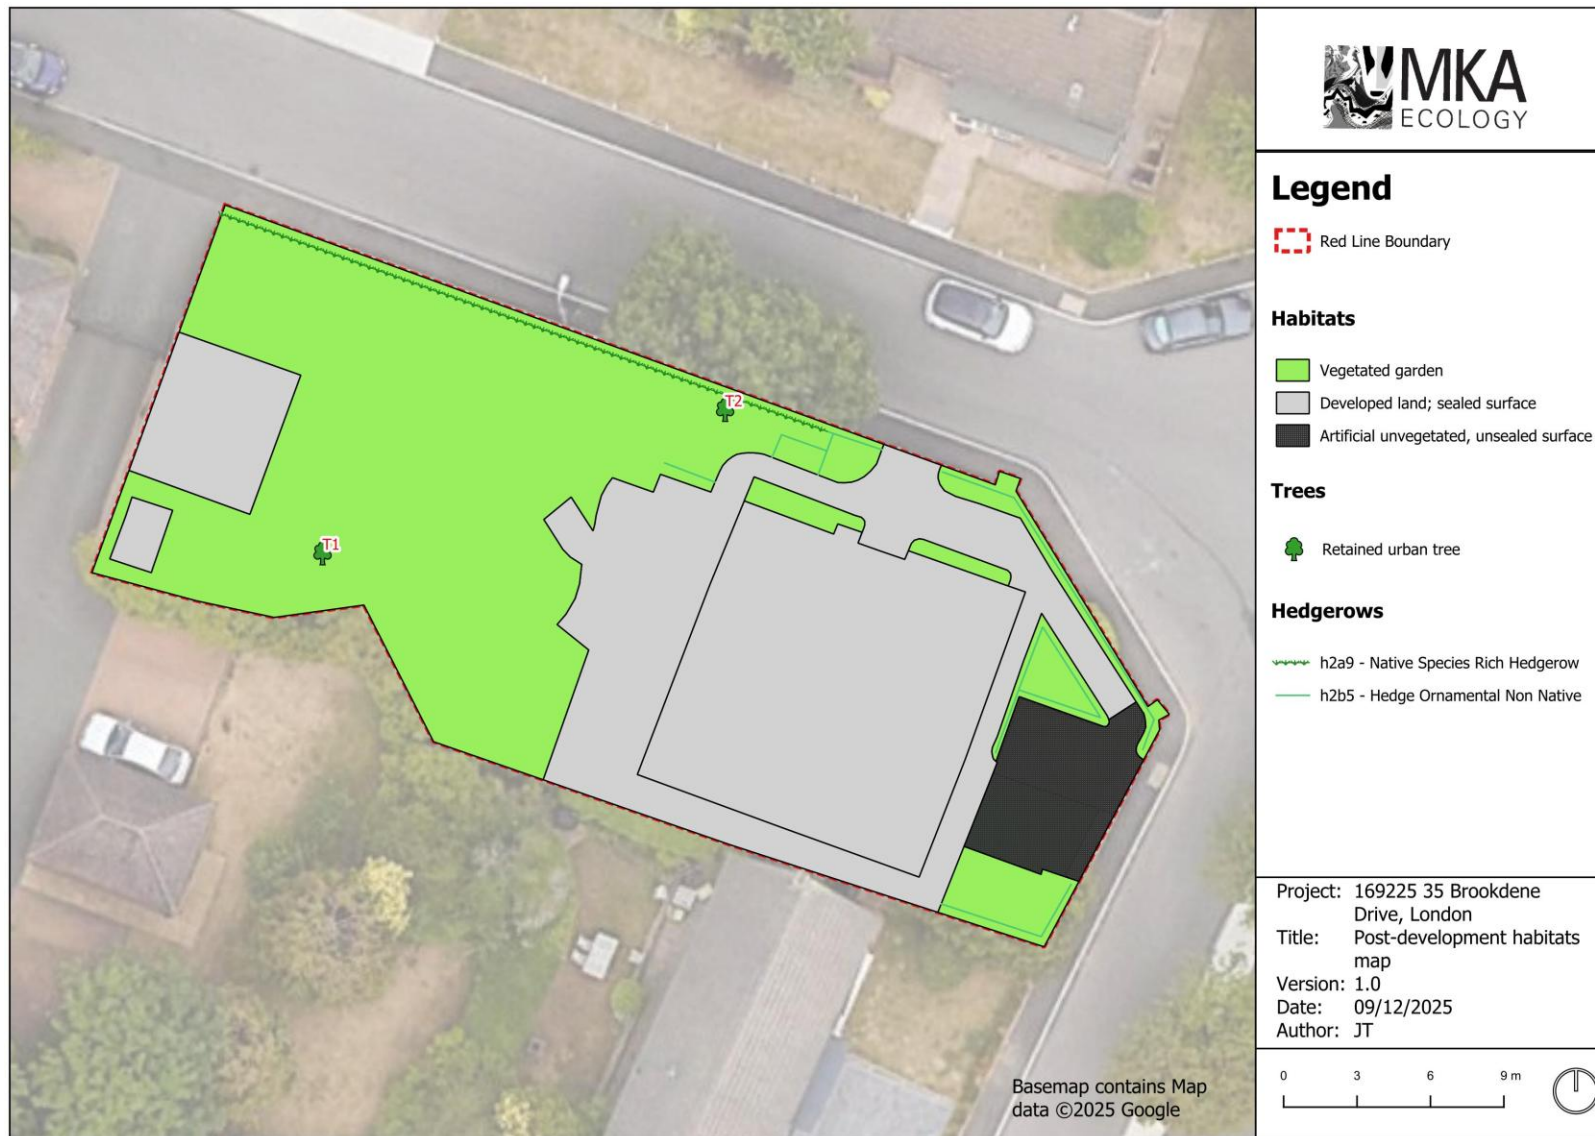 MKA
ECOLOGY
Legend
Red Line Boundary
Habitats
Vegetated garden
Developed land; sealed surface
Artificial unvegetated, unsealed surface
Trees
Retained urban tree
Hedgerows
h2a9 - Native Species Rich Hedgerow
h2b5 - Hedge Ornamental Non Native
T2
T1
Project: 169225 35 Brookdene
Drive, London
Title: Post-development habitats
map
Version: 1.0
Date: 09/12/2025
Author: JT
0 3 6 9 m
Basemap contains Map
data ©2025 Google